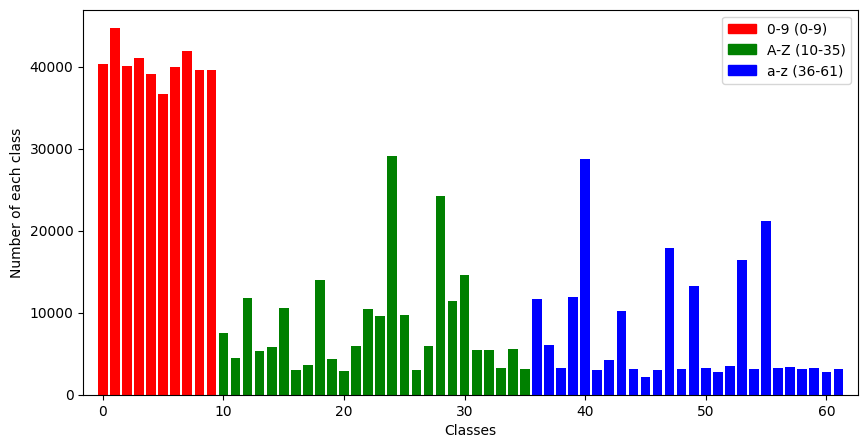 0-9 (0-9)
A-Z (10-35)
a-z (36-61)
Number of each class
40000
30000
20000
10000
0
0 10 20 30 40 50 60
Classes